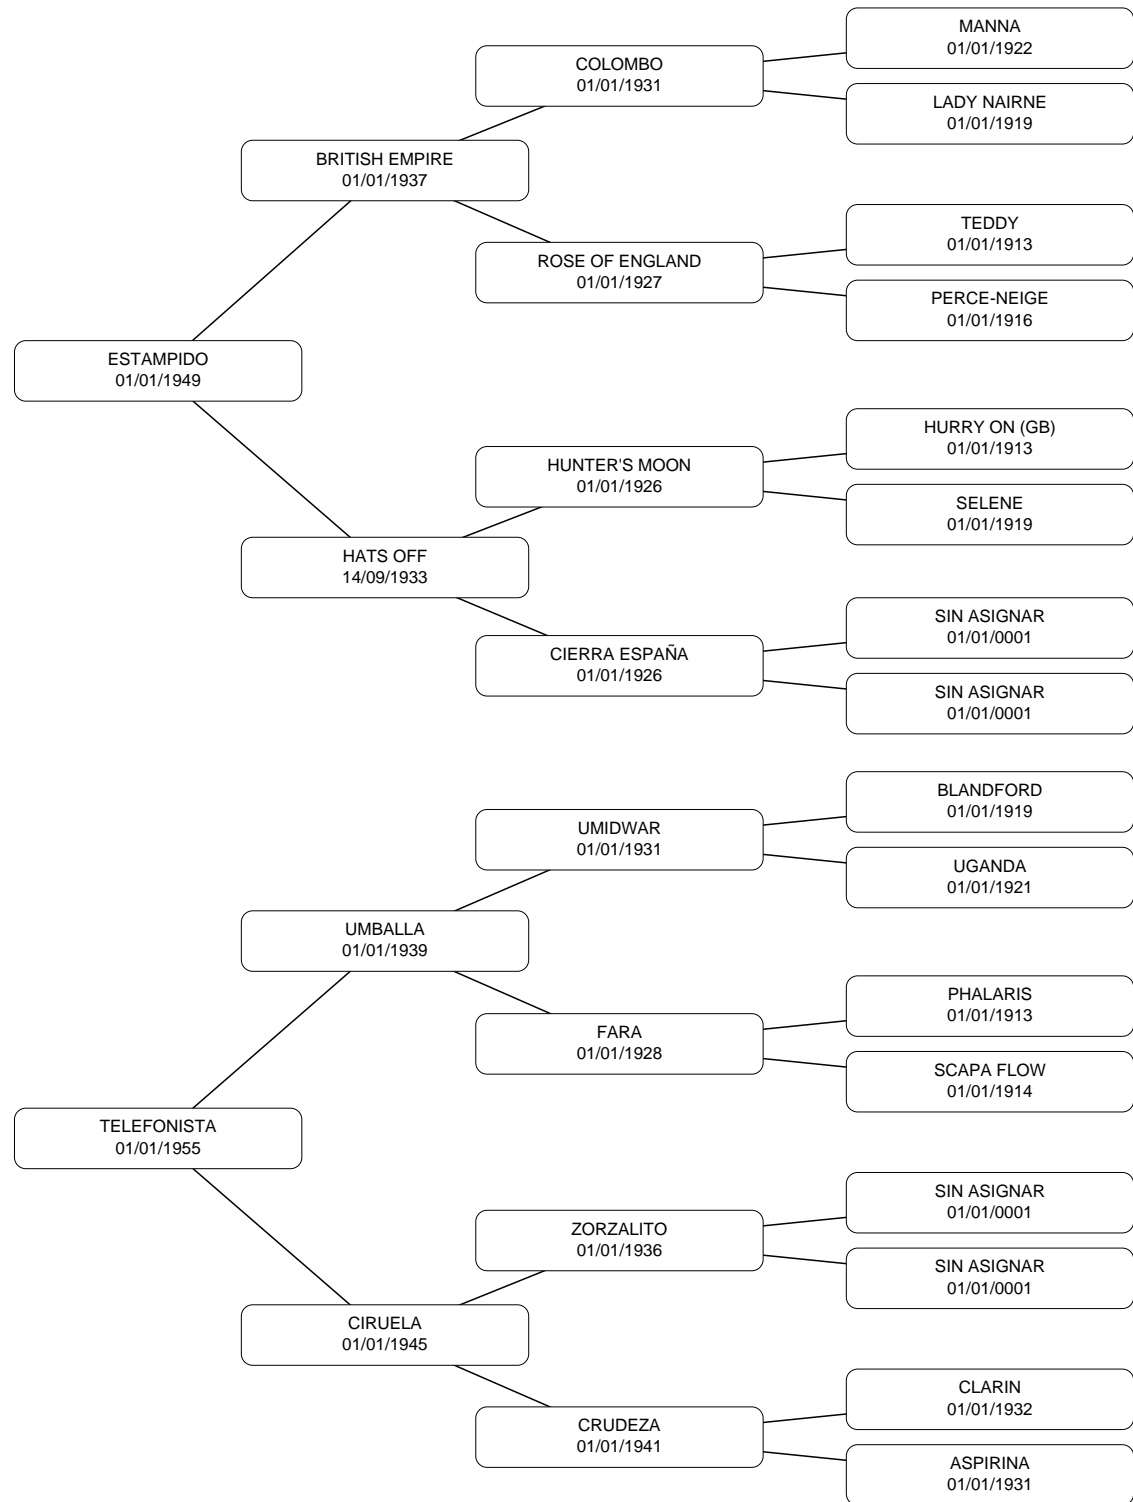 MANNA
01/01/1922
COLOMBO
01/01/1931
LADY NAIRNE
01/01/1919
BRITISH EMPIRE
01/01/1937
TEDDY
01/01/1913
ROSE OF ENGLAND
01/01/1927
PERCE-NEIGE
01/01/1916
ESTAMPIDO
01/01/1949
HURRY ON (GB)
01/01/1913
HUNTER'S MOON
01/01/1926
SELENE
01/01/1919
HATS OFF
14/09/1933
SIN ASIGNAR
01/01/0001
CIERRA ESPAÑA
01/01/1926
SIN ASIGNAR
01/01/0001
BLANDFORD
01/01/1919
UMIDWAR
01/01/1931
UGANDA
01/01/1921
UMBALLA
01/01/1939
PHALARIS
01/01/1913
FARA
01/01/1928
SCAPA FLOW
01/01/1914
TELEFONISTA
01/01/1955
SIN ASIGNAR
01/01/0001
ZORZALITO
01/01/1936
SIN ASIGNAR
01/01/0001
CIRUELA
01/01/1945
CLARIN
01/01/1932
CRUDEZA
01/01/1941
ASPIRINA
01/01/1931